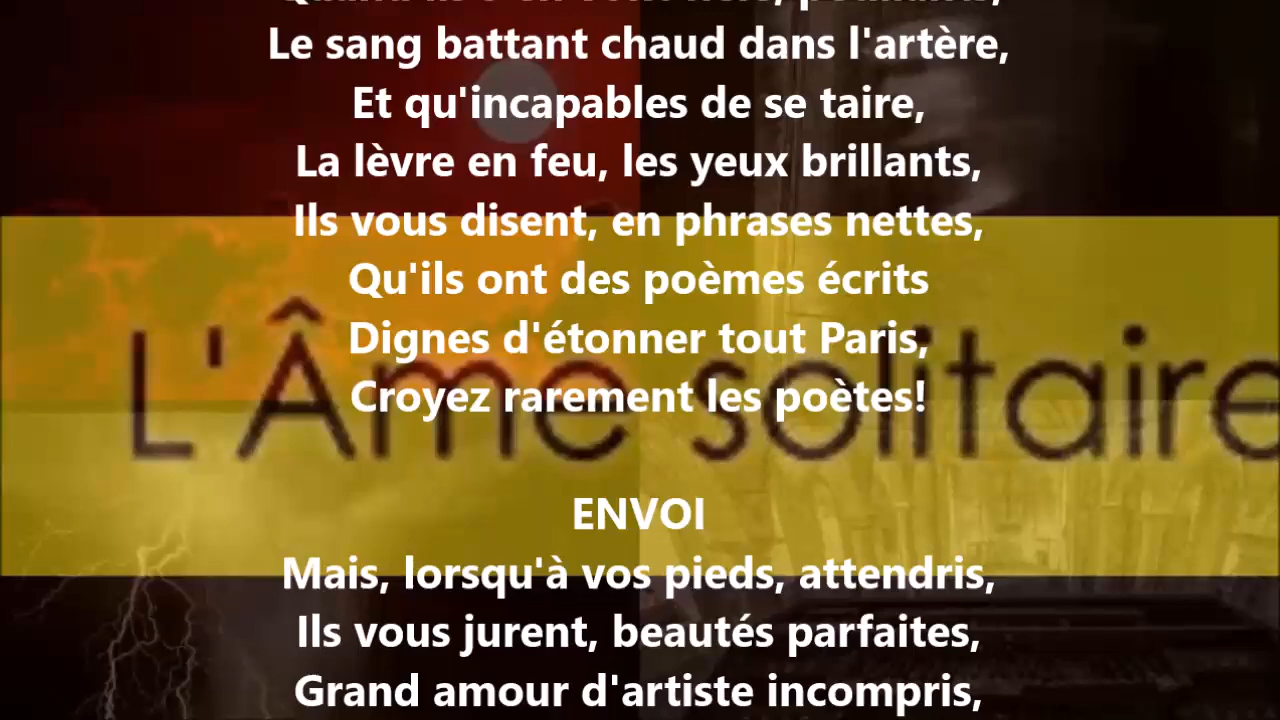 Le sang battant chaud dans l'artère,
Et qu'incapables de se taire,
La lèvre en feu, les yeux brillants,
Ils vous disent, en phrases nettes,
Qu'ils ont des poèmes écrits
Dignes d'étonner tout Paris,
Croyez rarement les poètes!
L'Âme solitaire
ENVOI
Mais, lorsqu'à vos pieds, attendris,
Ils vous jurent, beautés parfaites,
Grand amour d'artiste incompris,